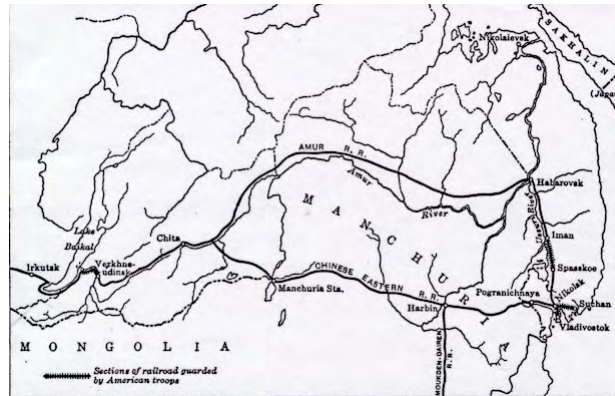 Nikolaievsk
SAKHALIN
(Japan
AMUR R. R.
Amur
River
Habarovsk
Ussuri River
Iman
Spasskoe
MANCHURIA
Lake
Baikal
Chita
Verkhne-
udinsk
Irkutsk
Manchuria Sta.
CHINESE EASTERN
R. R.
Pogranichnaya
Nikolsk
Suchan
Harbin
Vladivostok
MOUKDEN-DAIREN
R. R.
MONGOLIA
Sections of railroad guarded
by American troops